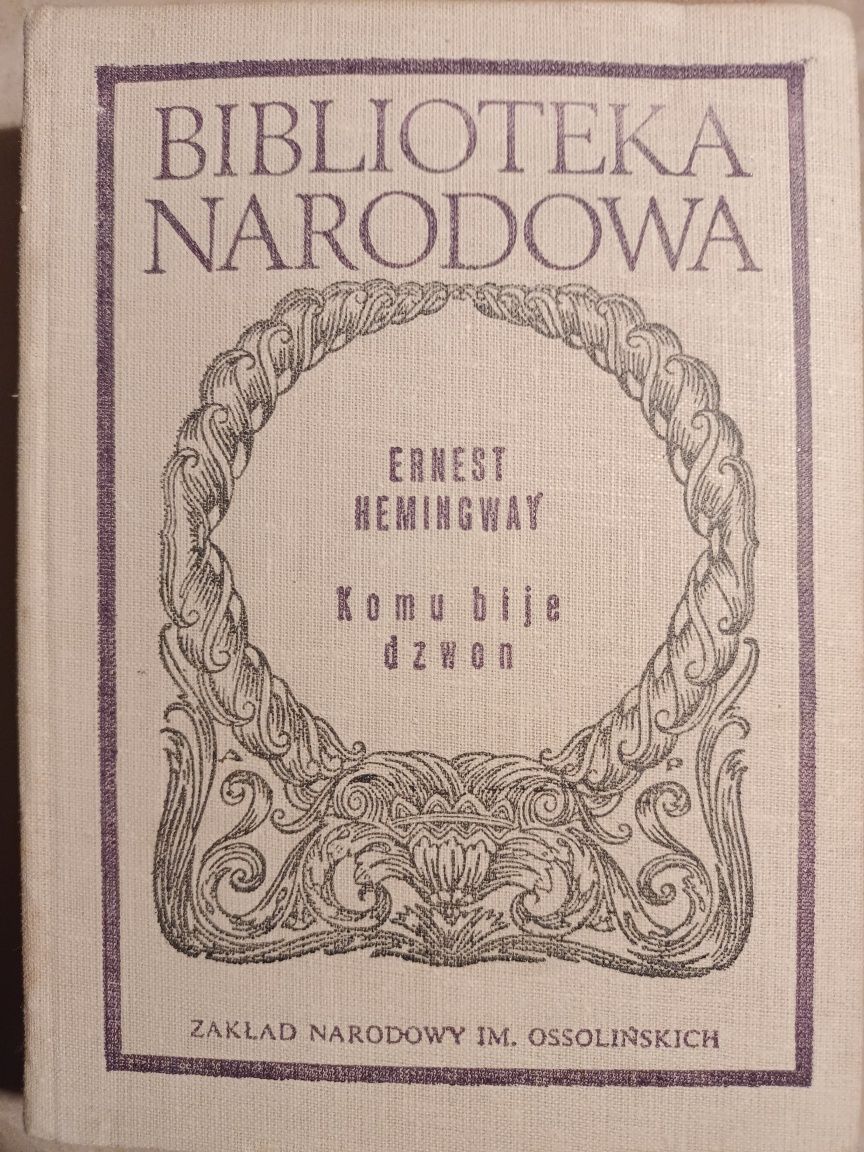 BIBLIOTEKA
NARODOWA
ERNEST
HEMINGWAY
Komu bije
dzwon
ZAKŁAD NARODOWY IM. OSSOLIŃSKICH